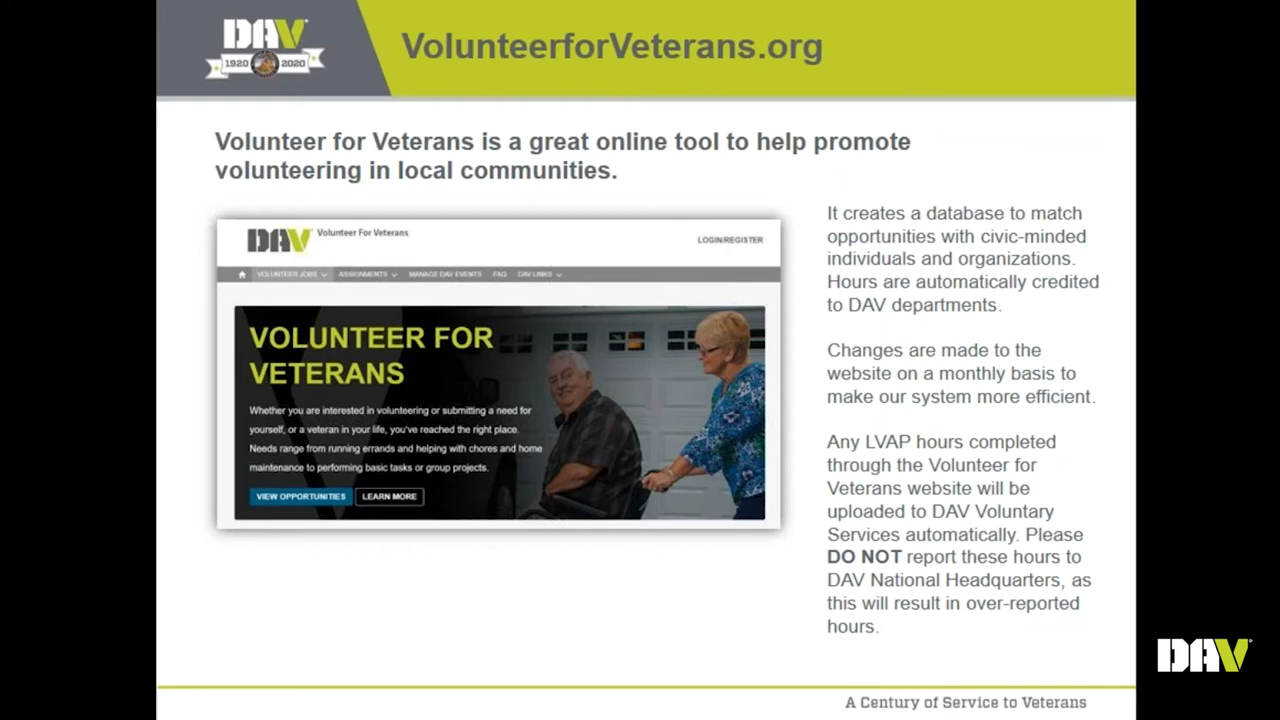 DAV
1920 2020
VolunteerforVeterans.org
Volunteer for Veterans is a great online tool to help promote
volunteering in local communities.
DAV Volunteer For Veterans
LOGIN/REGISTER
VOLUNTEER JOBS ASSIGNMENTS MANAGE DAV EVENTS FAQ DAV LINKS
VOLUNTEER FOR
VETERANS
Whether you are interested in volunteering or submitting a need for
yourself, or a veteran in your life, you've reached the right place.
Needs range from running errands and helping with chores and home
maintenance to performing basic tasks or group projects.
VIEW OPPORTUNITIES LEARN MORE
It creates a database to match
opportunities with civic-minded
individuals and organizations.
Hours are automatically credited
to DAV departments.
Changes are made to the
website on a monthly basis to
make our system more efficient.
Any LVAP hours completed
through the Volunteer for
Veterans website will be
uploaded to DAV Voluntary
Services automatically. Please
DO NOT report these hours to
DAV National Headquarters, as
this will result in over-reported
hours.
DAV
A Century of Service to Veterans